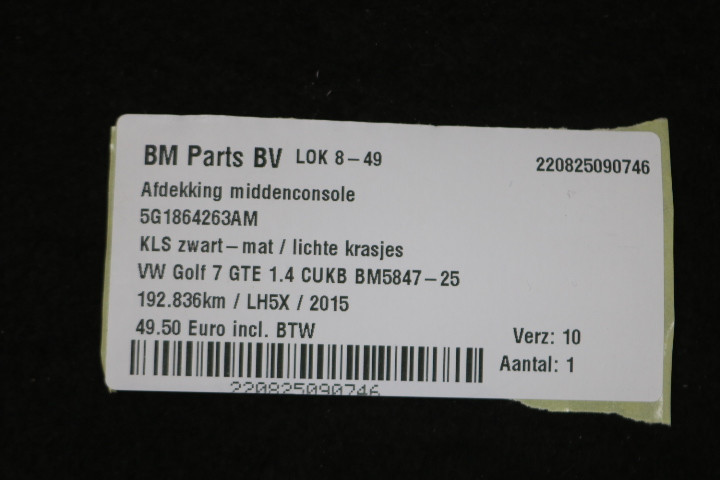 BM Parts BV LOK 8-49 220825090746
Afdekking middenconsole
5G1864263AM
KLS zwart-mat / lichte krasjes
VW Golf 7 GTE 1.4 CUKB BM5847-25
192.836km / LH5X / 2015
49.50 Euro incl. BTW
Verz: 10
Aantal: 1
220825090746